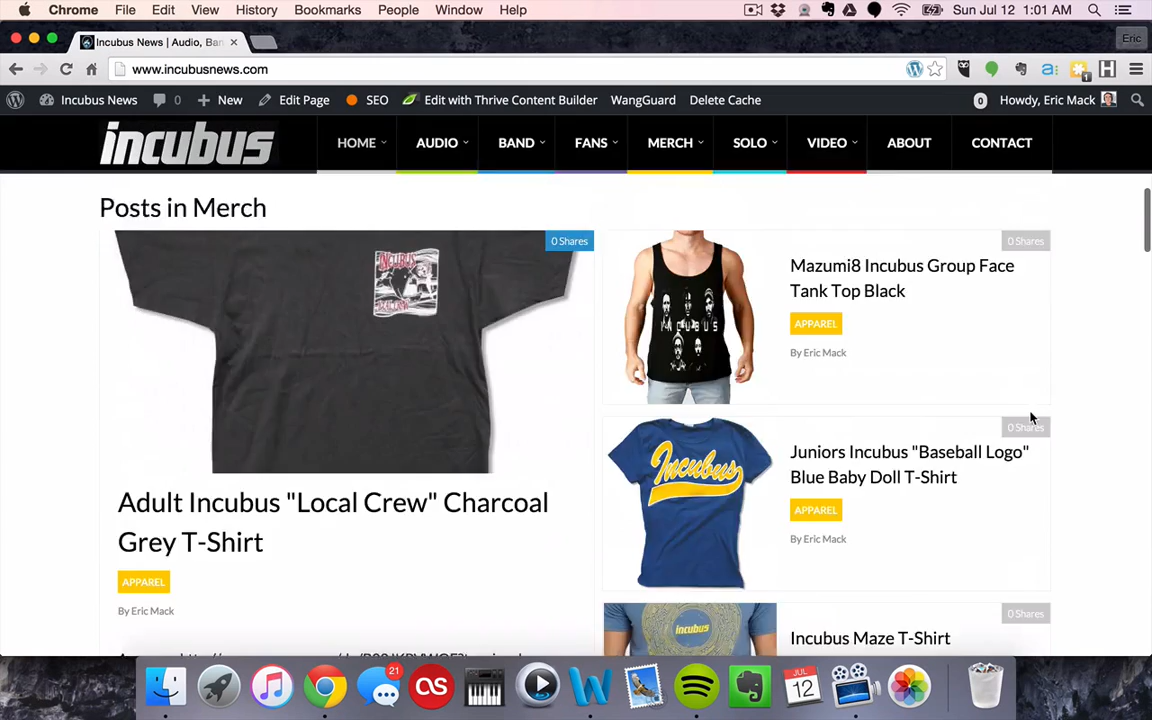 Chrome File Edit View History Bookmarks People Window Help Sun Jul 12 1:01 AM
Incubus News | Audio, Ban Eric
www.incubusnews.com
Incubus News 0 New Edit Page SEO Edit with Thrive Content Builder WangGuard Delete Cache 0 Howdy, Eric Mack
incubus HOME AUDIO BAND FANS MERCH SOLO VIDEO ABOUT CONTACT
Posts in Merch
0 Shares
INCUBUS
Adult Incubus "Local Crew" Charcoal
Grey T-Shirt
APPAREL
By Eric Mack
0 Shares
INCUBUS
Mazumi8 Incubus Group Face
Tank Top Black
APPAREL
By Eric Mack
0 Shares
Incubus
Juniors Incubus "Baseball Logo"
Blue Baby Doll T-Shirt
APPAREL
By Eric Mack
0 Shares
incubus
Incubus Maze T-Shirt
21
JUL
12